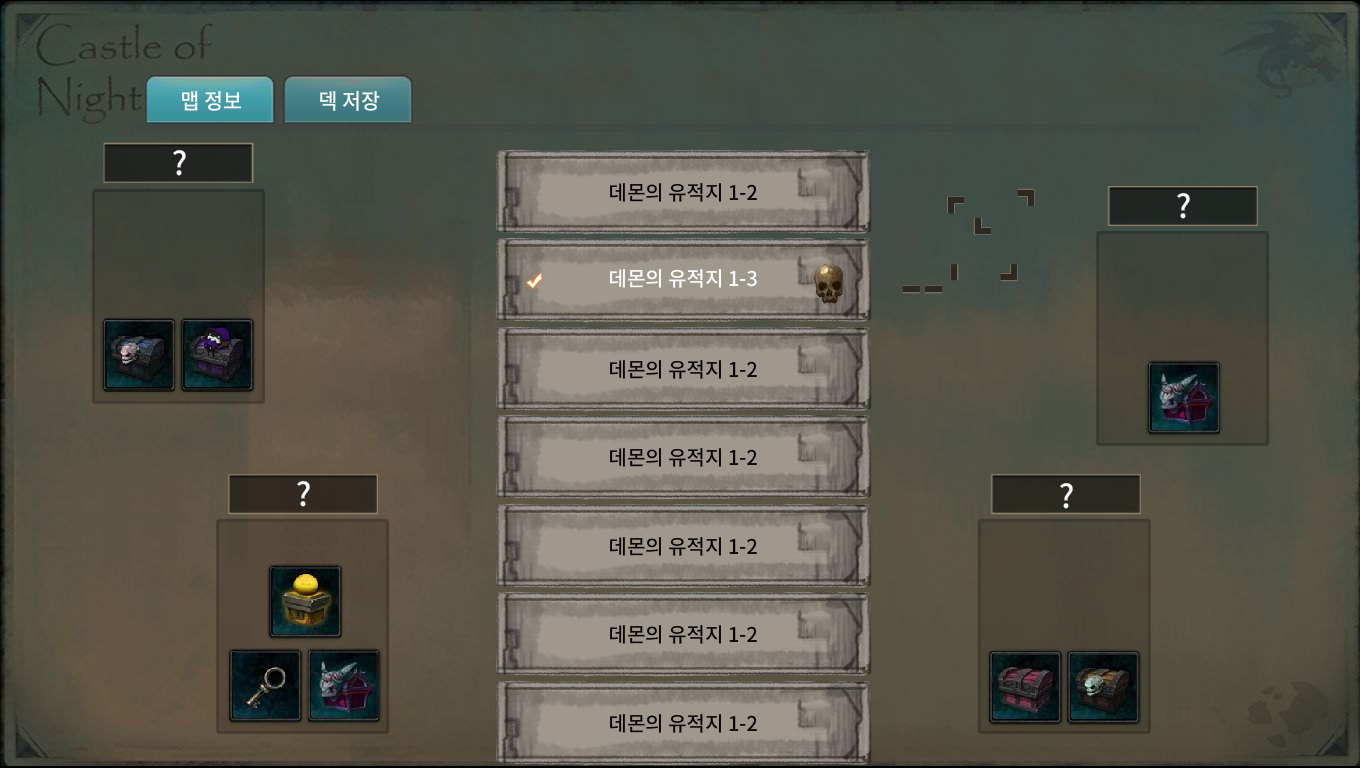 Castle of
Night
맵 정보
덱 저장
?
?
데몬의 유적지 1-2
데몬의 유적지 1-3
데몬의 유적지 1-2
데몬의 유적지 1-2
데몬의 유적지 1-2
데몬의 유적지 1-2
데몬의 유적지 1-2
?
?